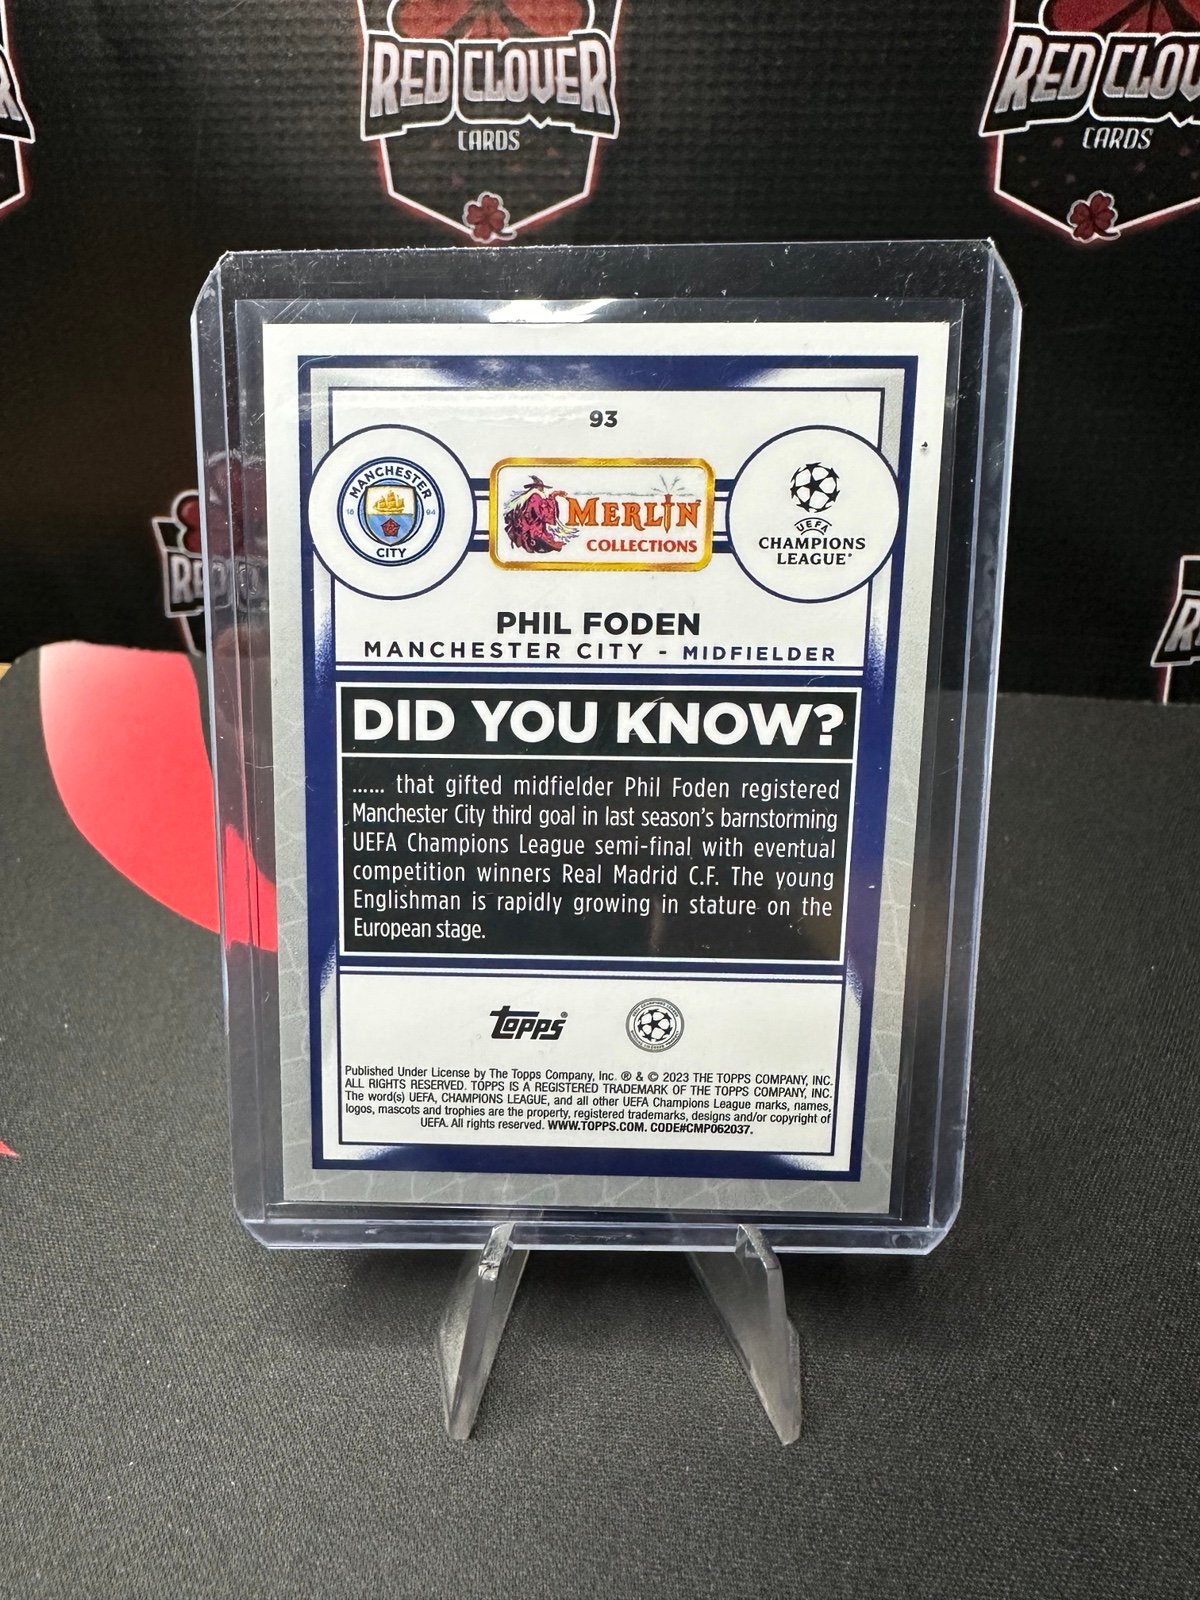 RED CLOVER
CARDS
RED CLOV
CARDS
93
MANCHESTER
18 94
CITY
MERLIN
COLLECTIONS
UEFA
CHAMPIONS
LEAGUE
PHIL FODEN
MANCHESTER CITY - MIDFIELDER
DID YOU KNOW?
...... that gifted midfielder Phil Foden registered
Manchester City third goal in last season's barnstorming
UEFA Champions League semi-final with eventual
competition winners Real Madrid C.F. The young
Englishman is rapidly growing in stature on the
European stage.
topps®
Published Under License by The Topps Company, Inc. ® & © 2023 THE TOPPS COMPANY, INC.
ALL RIGHTS RESERVED. TOPPS IS A REGISTERED TRADEMARK OF THE TOPPS COMPANY, INC.
The word(s) UEFA, CHAMPIONS LEAGUE, and all other UEFA Champions League marks, names,
logos, mascots and trophies are the property, registered trademarks, designs and/or copyright of
UEFA. All rights reserved. WWW.TOPPS.COM. CODE#CMP062037.